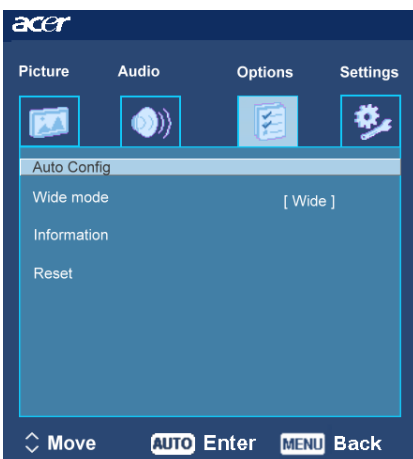 acer
Picture Audio Options Settings
Auto Config
Wide mode [ Wide ]
Information
Reset
Move AUTO Enter MENU Back